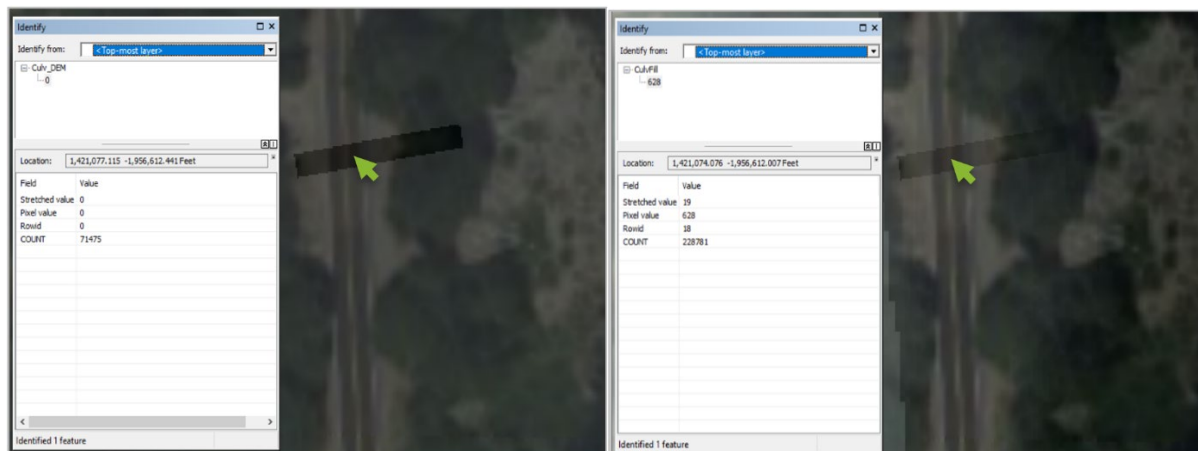 Identify
Identify from: <Top-most layer>
Culv_DEM
0
Location: 1,421,077.115 -1,956,612.441 Feet
Field Value
Stretched value 0
Pixel value 0
Rowid 0
COUNT 71475
Identified 1 feature
Identify
Identify from: <Top-most layer>
CulvFill
628
Location: 1,421,074.076 -1,956,612.007 Feet
Field Value
Stretched value 19
Pixel value 628
Rowid 18
COUNT 228781
Identified 1 feature